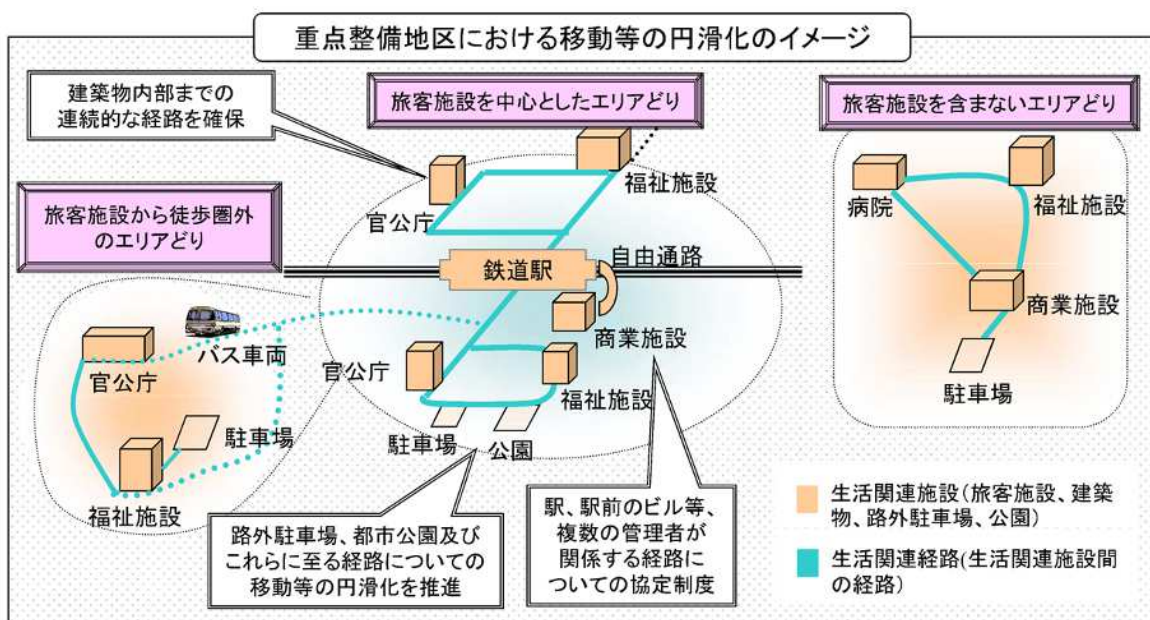 重点整備地区における移動等の円滑化のイメージ
建築物内部までの
連続的な経路を確保
旅客施設を中心としたエリアどり
旅客施設を含まないエリアどり
旅客施設から徒歩圏外
のエリアどり
官公庁
福祉施設
病院
福祉施設
自由通路
鉄道駅
商業施設
商業施設
駐車場
バス車両
官公庁
駐車場
福祉施設
官公庁
福祉施設
駐車場
公園
路外駐車場、都市公園及び
これらに至る経路についての
移動等の円滑化を推進
駅、駅前のビル等、
複数の管理者が
関係する経路に
ついての協定制度
生活関連施設(旅客施設、建築
物、路外駐車場、公園)
生活関連経路(生活関連施設間
の経路)